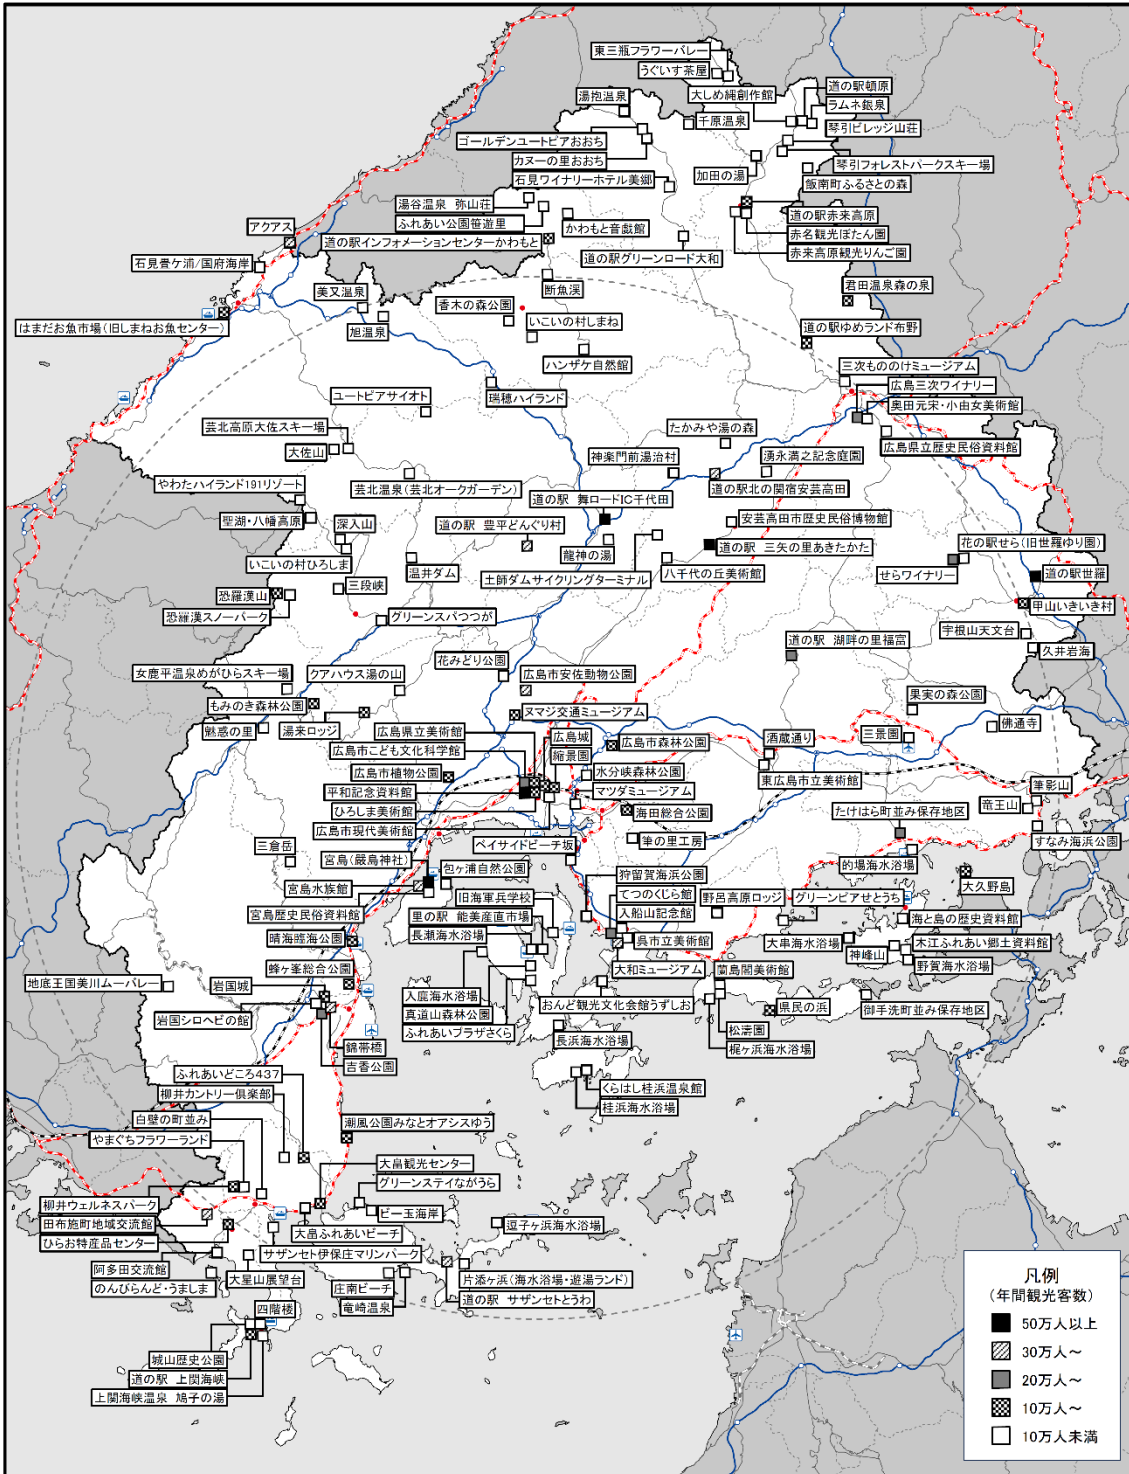 東三瓶フラワーバレー
うぐいす茶屋
大しめ縄創作館
道の駅頓原
ラムネ銀泉
湯抱温泉
千原温泉
琴引ビレッジ山荘
ゴールデンユートピアおおち
カヌーの里おおち
琴引フォレストパークスキー場
加田の湯
石見ワイナリーホテル美郷
飯南町ふるさとの森
湯谷温泉 弥山荘
ふれあい公園笹遊里
かわもと音戯館
道の駅赤来高原
アクアス
道の駅インフォメーションセンターかわもと
赤名観光ぼたん園
道の駅グリーンロード大和
赤来高原観光りんご園
石見畳ケ浦/国府海岸
断魚渓
君田温泉森の泉
美又温泉
香木の森公園
はまだお魚市場(旧しまねお魚センター)
旭温泉
いこいの村しまね
道の駅ゆめランド布野
ハンザケ自然館
三次もののけミュージアム
ユートピアサイオト
瑞穂ハイランド
広島三次ワイナリー
奥田元宋・小由女美術館
芸北高原大佐スキー場
たかみや湯の森
広島県立歴史民俗資料館
大佐山
神楽門前湯治村
湧永満之記念庭園
やわたハイランド191リゾート
芸北温泉(芸北オークガーデン)
道の駅北の関宿安芸高田
道の駅 舞ロードIC千代田
聖湖・八幡高原
深入山
道の駅 豊平どんぐり村
安芸高田市歴史民俗博物館
花の駅せら(旧世羅ゆり園)
いこいの村ひろしま
龍神の湯
道の駅 三矢の里あきたかた
温井ダム
土師ダムサイクリングターミナル
八千代の丘美術館
せらワイナリー
道の駅世羅
恐羅漢山
三段峡
恐羅漢スノーパーク
グリーンスパつつが
甲山いきいき村
宇根山天文台
道の駅 湖畔の里福富
久井岩海
花みどり公園
女鹿平温泉めがひらスキー場
クアハウス湯の山
広島市安佐動物公園
果実の森公園
もみのき森林公園
スマジ交通ミュージアム
魅惑の里
湯来ロッジ
広島県立美術館
広島城
広島市森林公園
酒蔵通り
三景園
佛通寺
広島市こども文化科学館
縮景園
広島市植物公園
水分峡森林公園
東広島市立美術館
筆影山
平和記念資料館
マツダミュージアム
竜王山
ひろしま美術館
海田総合公園
たけはら町並み保存地区
広島市現代美術館
筆の里工房
すなみ海浜公園
三倉岳
宮島(嚴島神社)
ベイサイドビーチ坂
的場海水浴場
包ヶ浦自然公園
狩留賀海浜公園
大久野島
宮島水族館
旧海軍兵学校
てつのくじら館
野呂高原ロッジ
グリーンピアせとうち
宮島歴史民俗資料館
里の駅 能美産直市場
入船山記念館
海と島の歴史資料館
晴海臨海公園
長瀬海水浴場
呉市立美術館
大串海水浴場
木江ふれあい郷土資料館
神峰山
蜂ヶ峯総合公園
大和ミュージアム
蘭島閣美術館
野賀海水浴場
地底王国美川ムーバレー
岩国城
入鹿海水浴場
おんど観光文化会館うずしお
岩国シロヘビの館
真道山森林公園
県民の浜
御手洗町並み保存地区
ふれあいプラザさくら
松濤園
錦帯橋
長浜海水浴場
梶ヶ浜海水浴場
吉香公園
ふれあいどころ437
柳井カントリー倶楽部
くらはし桂浜温泉館
桂浜海水浴場
白壁の町並み
潮風公園みなとオアシスゆう
やまぐちフラワーランド
大畠観光センター
グリーンステイながうら
柳井ウェルネスパーク
ビー玉海岸
田布施町地域交流館
逗子ヶ浜海水浴場
ひらお特産品センター
大畠ふれあいビーチ
サザンセト伊保庄マリンパーク
阿多田交流館
片添ヶ浜(海水浴場・遊湯ランド)
のんびらんど・うましま
大星山展望台
庄南ビーチ
道の駅 サザンセトとうわ
竜崎温泉
四階楼
城山歴史公園
道の駅 上関海峡
上関海峡温泉 鳩子の湯
凡例
(年間観光客数)
50万人以上
30万人～
20万人～
10万人～
10万人未満